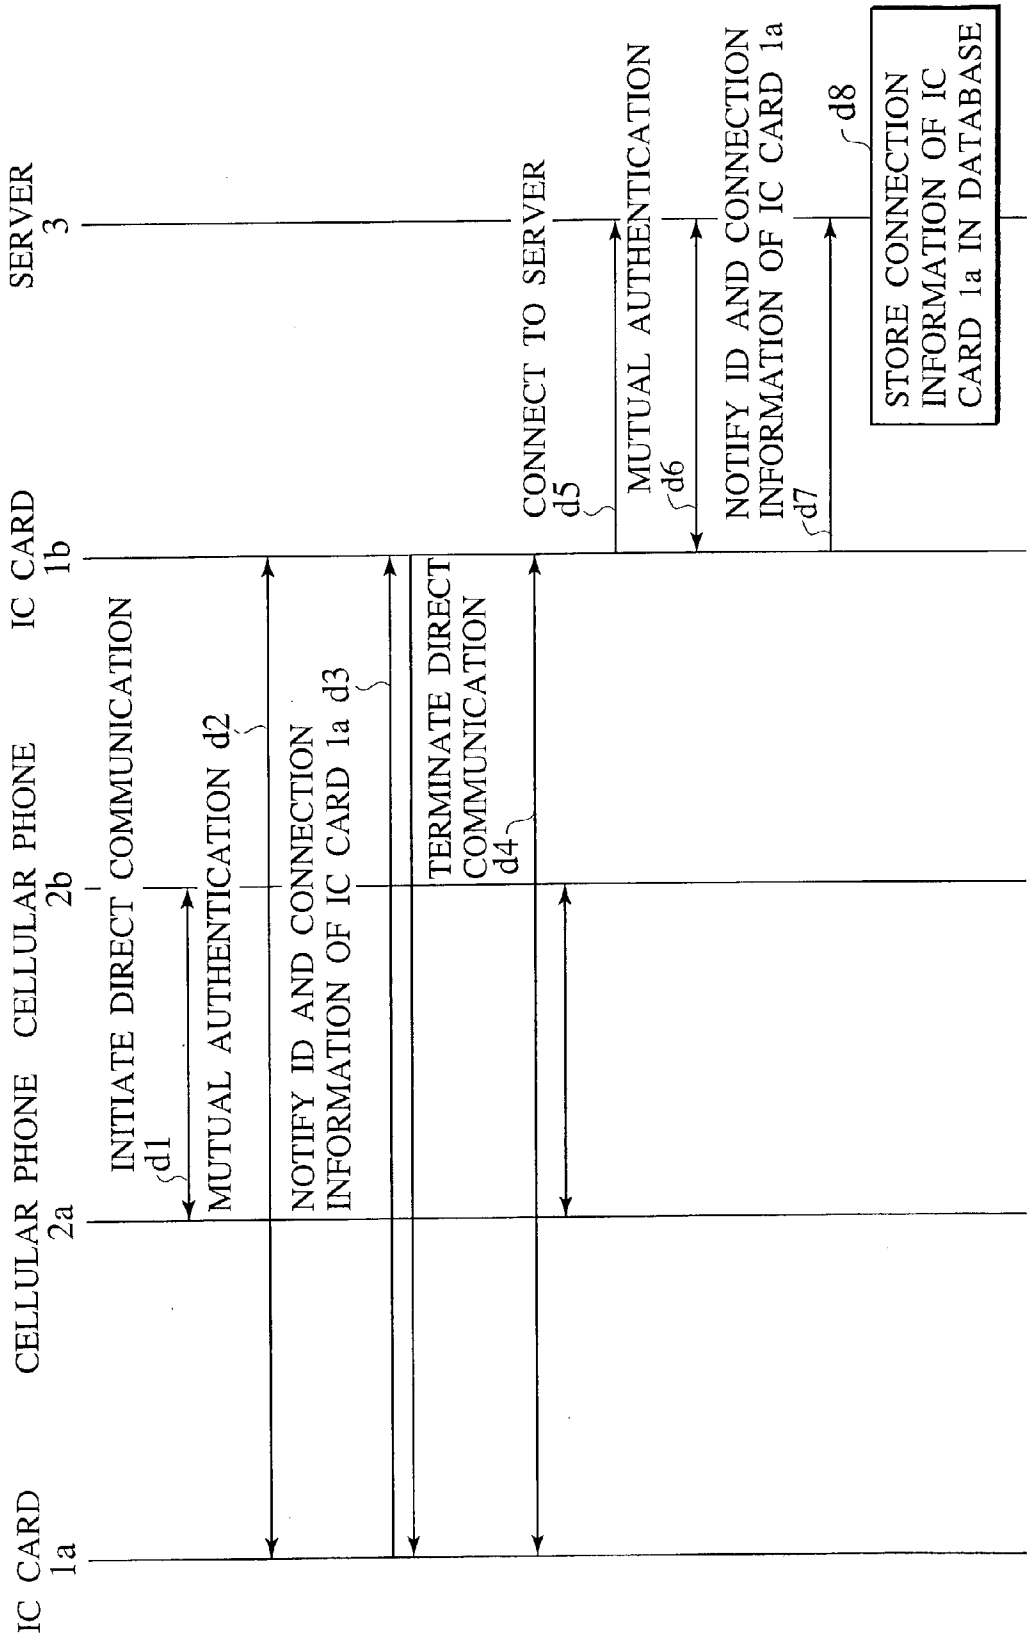 IC CARD
1a
CELLULAR PHONE
2a
CELLULAR PHONE
2b
IC CARD
1b
SERVER
3
INITIATE DIRECT COMMUNICATION
d1
MUTUAL AUTHENTICATION d2
NOTIFY ID AND CONNECTION
INFORMATION OF IC CARD 1a d3
TERMINATE DIRECT
COMMUNICATION
d4
CONNECT TO SERVER
d5
MUTUAL AUTHENTICATION
d6
NOTIFY ID AND CONNECTION
INFORMATION OF IC CARD 1a
d7
d8
STORE CONNECTION
INFORMATION OF IC
CARD 1a IN DATABASE